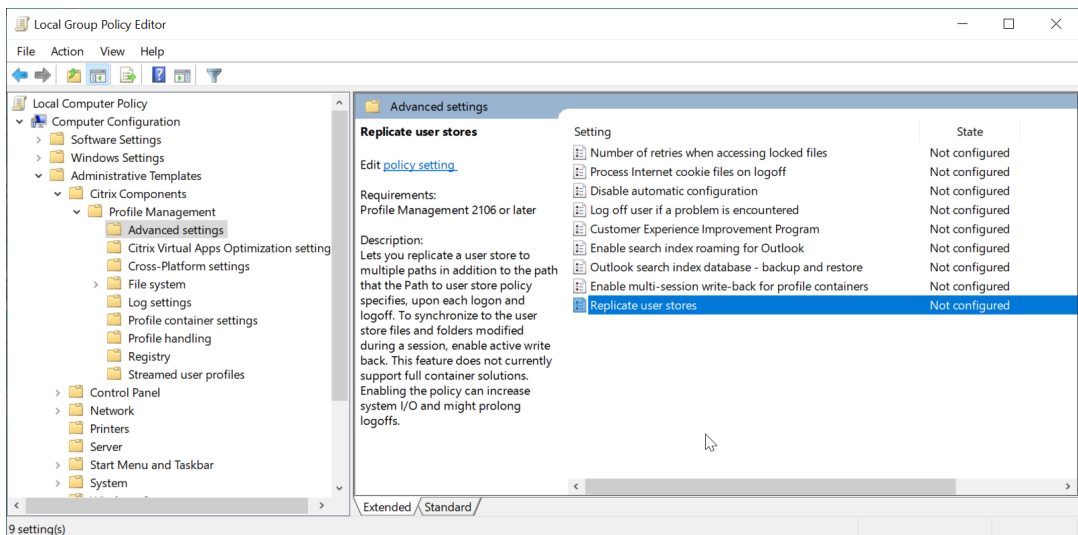 Local Group Policy Editor
File Action View Help
Local Computer Policy
Computer Configuration
Software Settings
Windows Settings
Administrative Templates
Citrix Components
Profile Management
Advanced settings
Citrix Virtual Apps Optimization setting
Cross-Platform settings
File system
Log settings
Profile container settings
Profile handling
Registry
Streamed user profiles
Control Panel
Network
Printers
Server
Start Menu and Taskbar
System
Advanced settings
Replicate user stores
Edit policy setting
Requirements:
Profile Management 2106 or later
Description:
Lets you replicate a user store to
multiple paths in addition to the path
that the Path to user store policy
specifies, upon each logon and
logoff. To synchronize to the user
store files and folders modified
during a session, enable active write
back. This feature does not currently
support full container solutions.
Enabling the policy can increase
system I/O and might prolong
logoffs.
Setting State
Number of retries when accessing locked files Not configured
Process Internet cookie files on logoff Not configured
Disable automatic configuration Not configured
Log off user if a problem is encountered Not configured
Customer Experience Improvement Program Not configured
Enable search index roaming for Outlook Not configured
Outlook search index database - backup and restore Not configured
Enable multi-session write-back for profile containers Not configured
Replicate user stores Not configured
Extended Standard
9 setting(s)